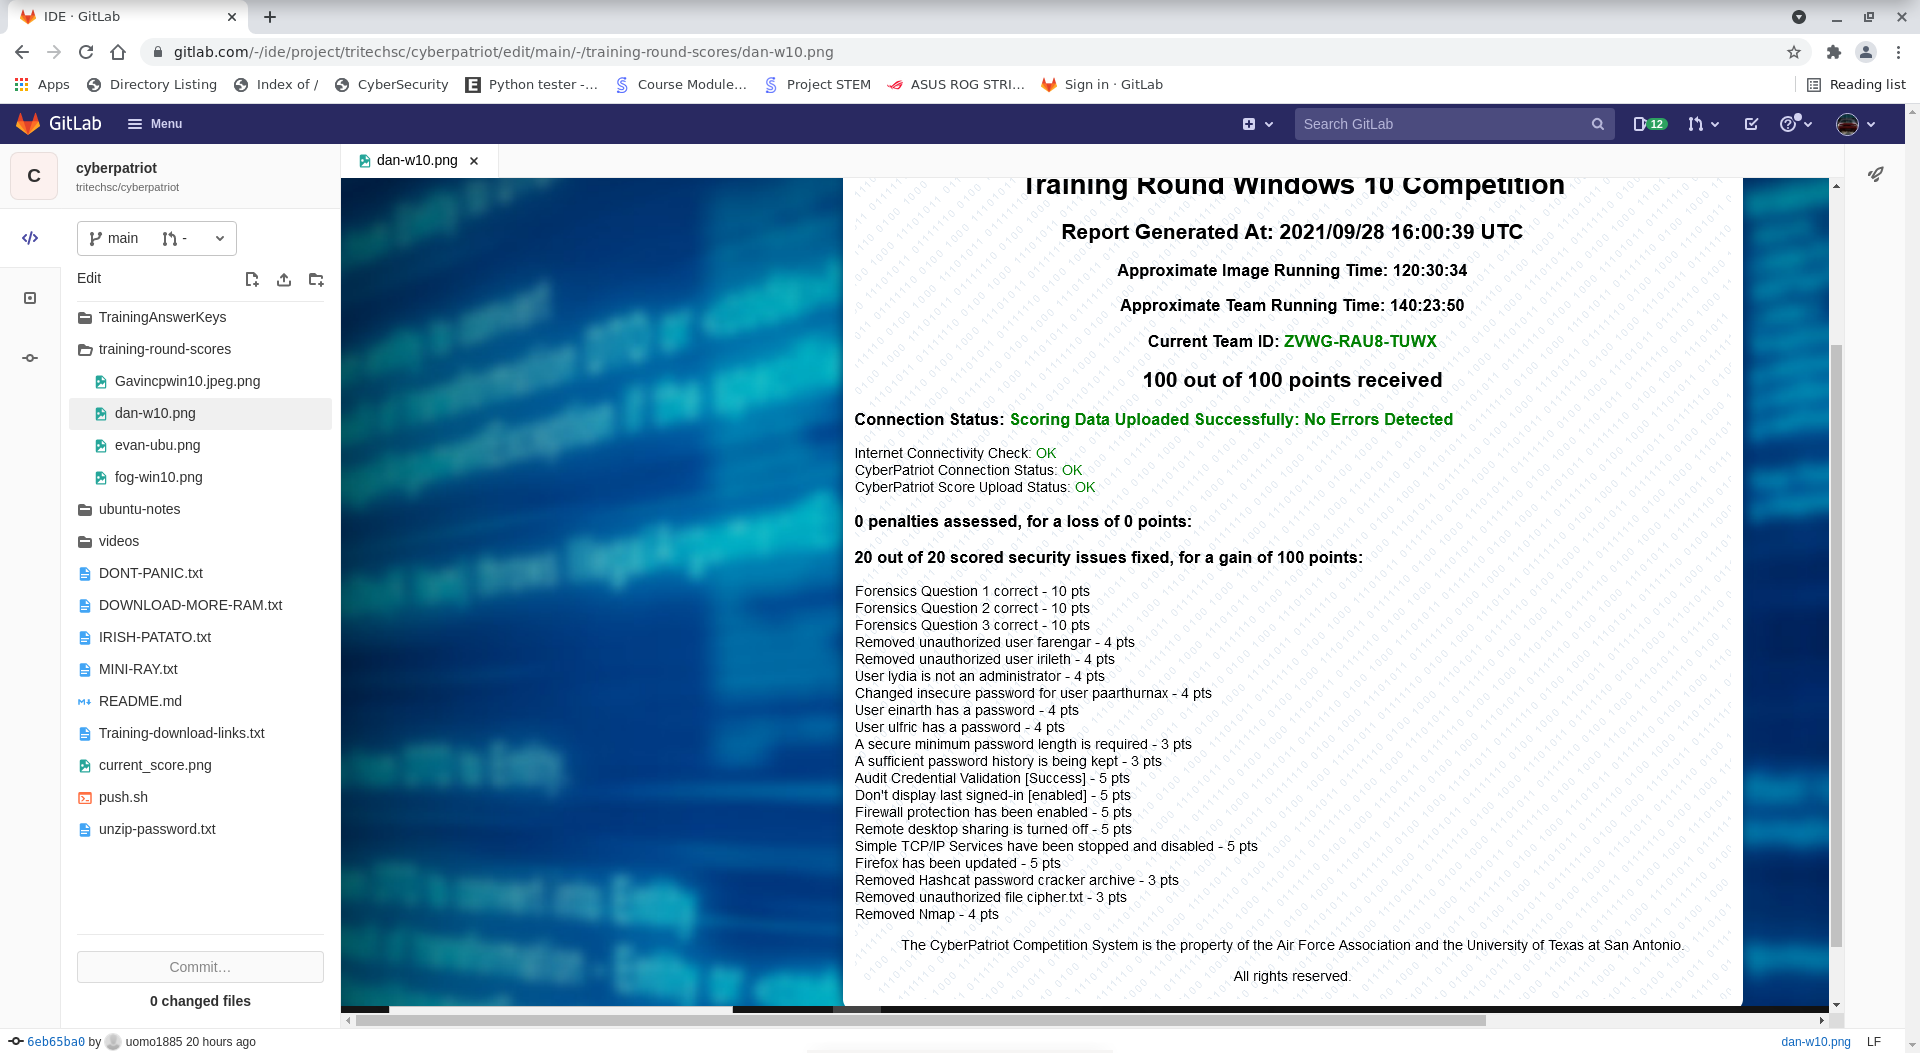 IDE · GitLab
gitlab.com/-/ide/project/tritechsc/cyberpatriot/edit/main/-/training-round-scores/dan-w10.png
Apps
Directory Listing
Index of /
CyberSecurity
Python tester -...
Course Module...
Project STEM
ASUS ROG STRI...
Sign in · GitLab
Reading list
GitLab
Menu
Search GitLab
12
C
cyberpatriot
tritechsc/cyberpatriot
main
-
Edit
TrainingAnswerKeys
training-round-scores
Gavincpwin10.jpeg.png
dan-w10.png
evan-ubu.png
fog-win10.png
ubuntu-notes
videos
DONT-PANIC.txt
DOWNLOAD-MORE-RAM.txt
IRISH-PATATO.txt
MINI-RAY.txt
README.md
Training-download-links.txt
current_score.png
push.sh
unzip-password.txt
Commit…
0 changed files
dan-w10.png
Training Round Windows 10 Competition
Report Generated At: 2021/09/28 16:00:39 UTC
Approximate Image Running Time: 120:30:34
Approximate Team Running Time: 140:23:50
Current Team ID: ZVWG-RAU8-TUWX
100 out of 100 points received
Connection Status: Scoring Data Uploaded Successfully: No Errors Detected
Internet Connectivity Check: OK
CyberPatriot Connection Status: OK
CyberPatriot Score Upload Status: OK
0 penalties assessed, for a loss of 0 points:
20 out of 20 scored security issues fixed, for a gain of 100 points:
Forensics Question 1 correct - 10 pts
Forensics Question 2 correct - 10 pts
Forensics Question 3 correct - 10 pts
Removed unauthorized user farengar - 4 pts
Removed unauthorized user irileth - 4 pts
User lydia is not an administrator - 4 pts
Changed insecure password for user paarthurnax - 4 pts
User einarth has a password - 4 pts
User ulfric has a password - 4 pts
A secure minimum password length is required - 3 pts
A sufficient password history is being kept - 3 pts
Audit Credential Validation [Success] - 5 pts
Don't display last signed-in [enabled] - 5 pts
Firewall protection has been enabled - 5 pts
Remote desktop sharing is turned off - 5 pts
Simple TCP/IP Services have been stopped and disabled - 5 pts
Firefox has been updated - 5 pts
Removed Hashcat password cracker archive - 3 pts
Removed unauthorized file cipher.txt - 3 pts
Removed Nmap - 4 pts
The CyberPatriot Competition System is the property of the Air Force Association and the University of Texas at San Antonio.
All rights reserved.
6eb65ba0 by uomo1885 20 hours ago
dan-w10.png
LF